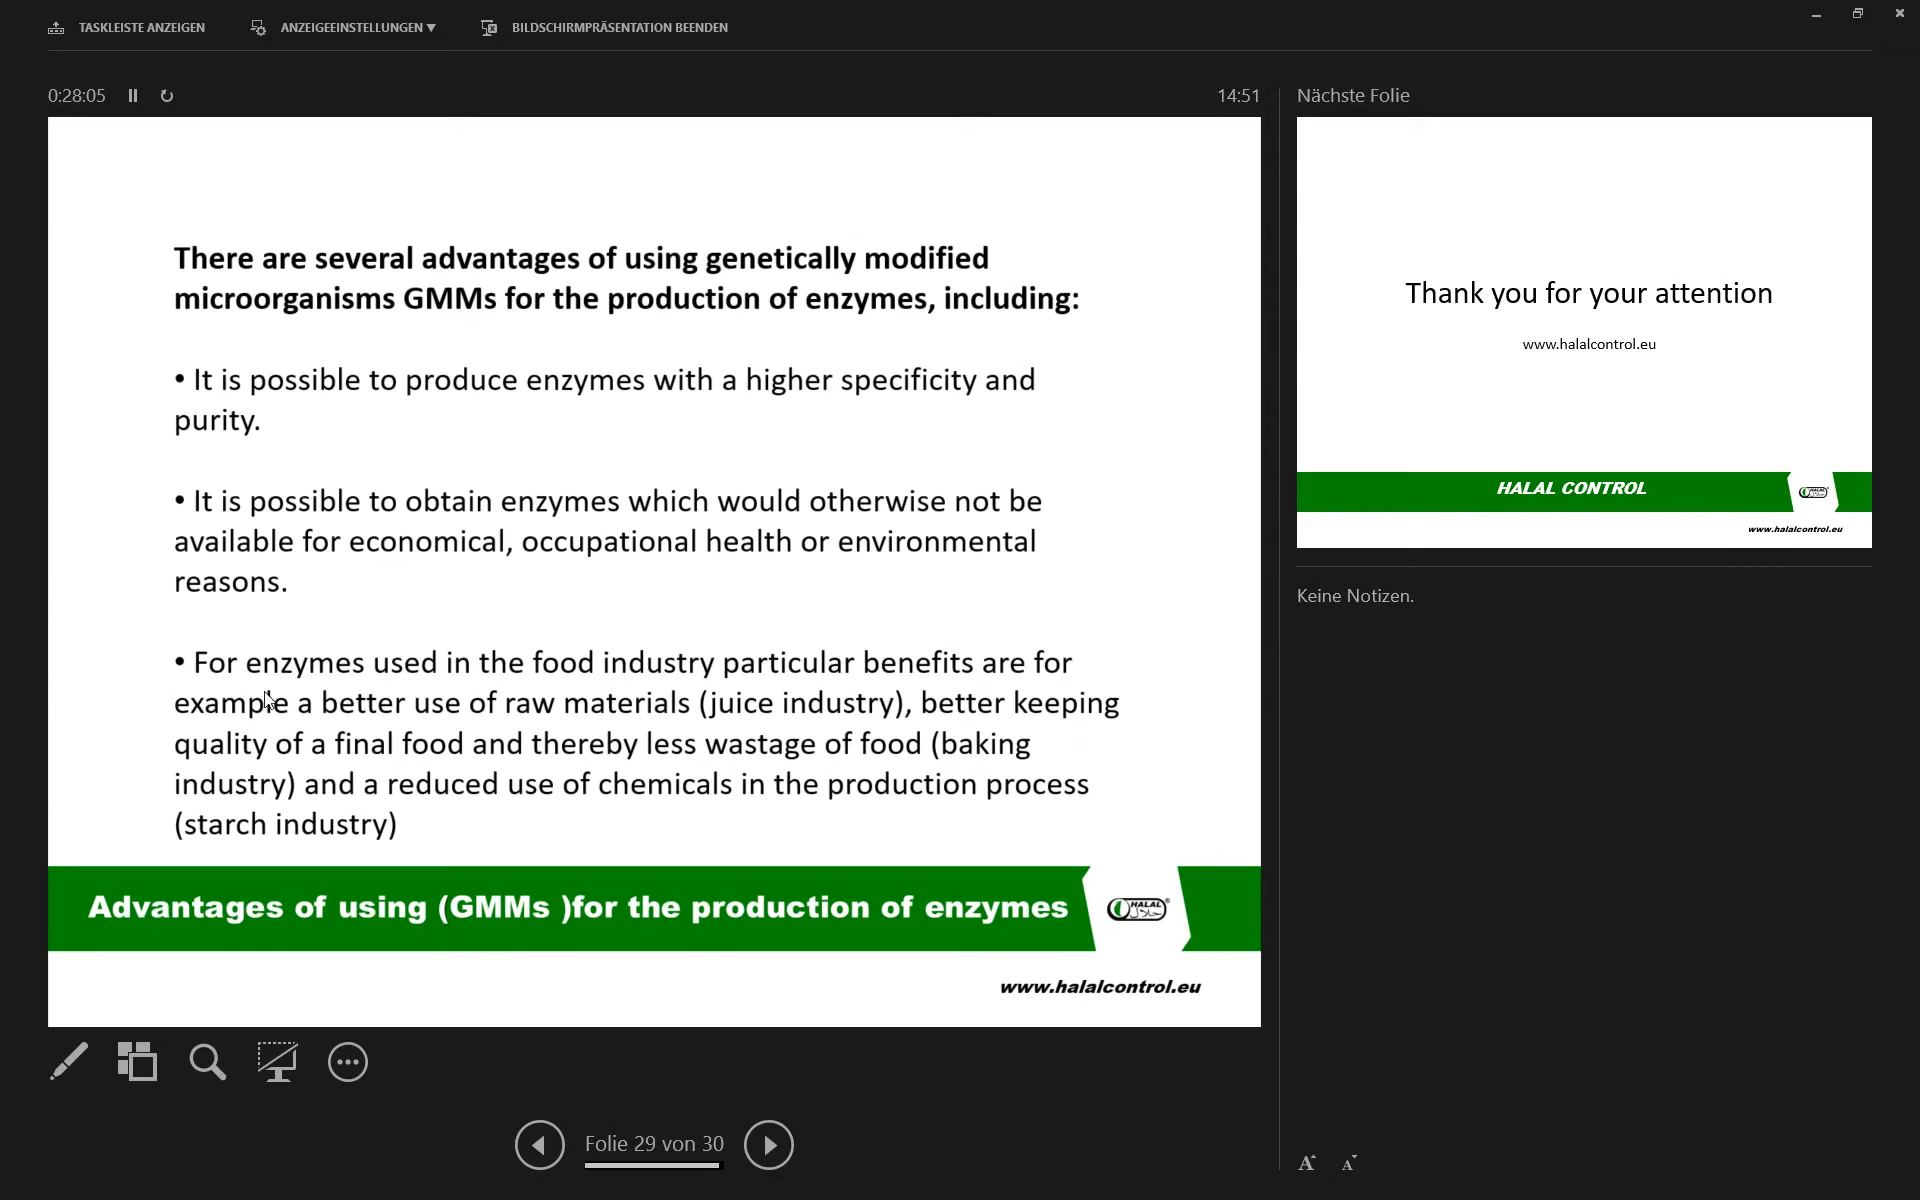 TASKLEISTE ANZEIGEN
ANZEIGEEINSTELLUNGEN ▼
BILDSCHIRMPRÄSENTATION BEENDEN
0:28:05
14:51
There are several advantages of using genetically modified
microorganisms GMMs for the production of enzymes, including:
• It is possible to produce enzymes with a higher specificity and
purity.
• It is possible to obtain enzymes which would otherwise not be
available for economical, occupational health or environmental
reasons.
• For enzymes used in the food industry particular benefits are for
example a better use of raw materials (juice industry), better keeping
quality of a final food and thereby less wastage of food (baking
industry) and a reduced use of chemicals in the production process
(starch industry)
Advantages of using (GMMs )for the production of enzymes
HALAL
حلال
www.halalcontrol.eu
Folie 29 von 30
Nächste Folie
Thank you for your attention
www.halalcontrol.eu
HALAL CONTROL
www.halalcontrol.eu
Keine Notizen.
A A